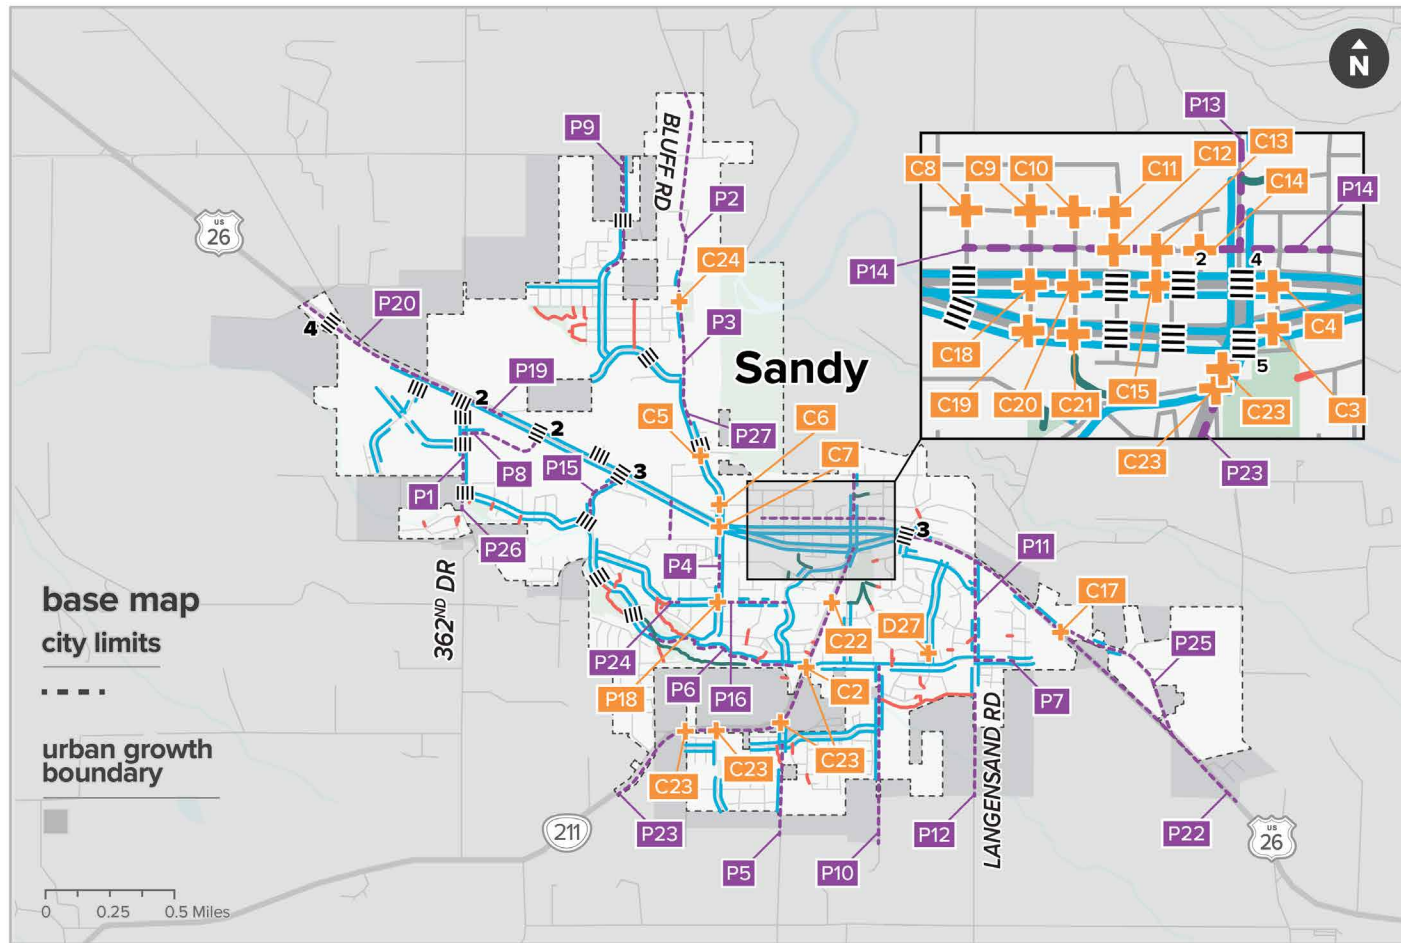 N
P13
C13
C12
C8
C9
C10
C11
C14
P14
P14
2
4
C18
C4
5
C19
C20
C21
C15
C23
C3
C23
P23
P9
BLUFF RD
P2
US
26
C24
P20
4
P3
Sandy
P19
2
C5
C6
P27
2
C7
P8
P15
3
P1
3
P26
P4
P11
362ND DR
C17
base map
city limits
D27
C22
P24
P25
P18
P6
P16
C2
P7
LANGENSAND RD
urban growth
boundary
C23
C23
C23
P23
211
P12
P22
US
26
P5
P10
0 0.25 0.5 Miles